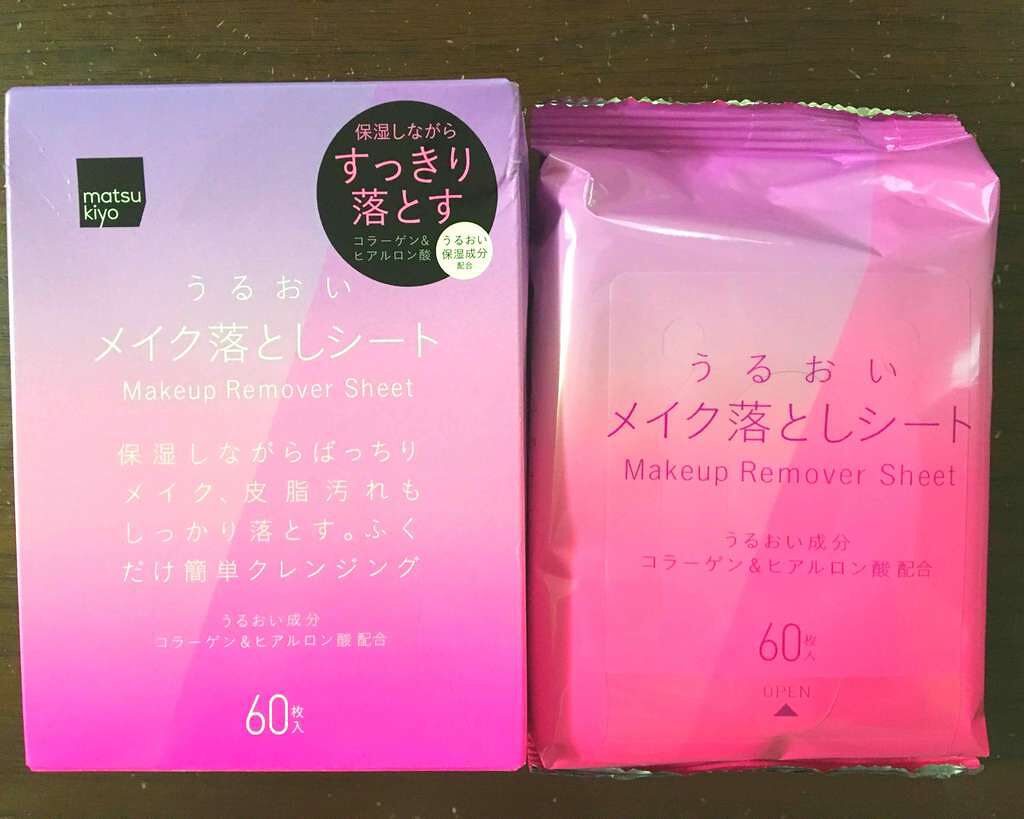 matsu
kiyo
保湿しながら
すっきり
落とす
コラーゲン&
ヒアルロン酸
うるおい
保湿成分
配合
うるおい
メイク落としシート
Makeup Remover Sheet
保湿しながらばっちり
メイク、皮脂汚れも
しっかり落とす。ふく
だけ簡単クレンジング
うるおい成分
コラーゲン&ヒアルロン酸 配合
60枚入
うるおい
メイク落としシート
Makeup Remover Sheet
うるおい成分
コラーゲン&ヒアルロン酸 配合
60枚入
OPEN